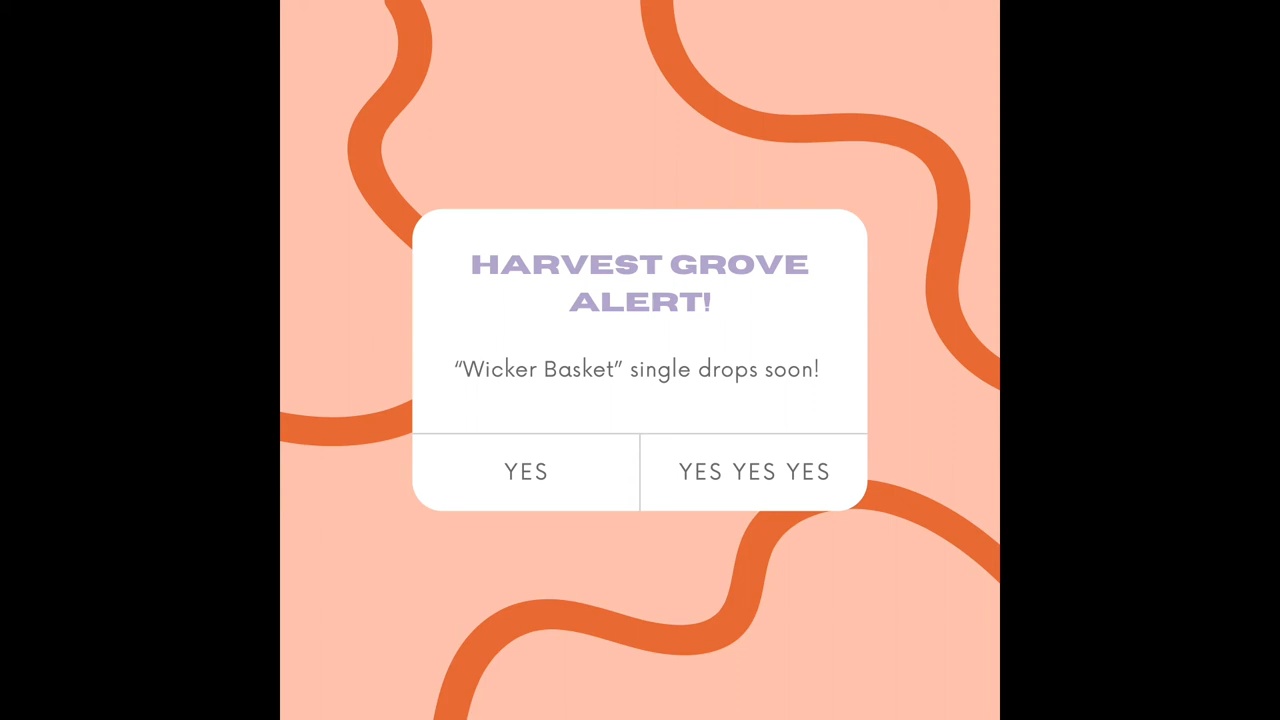 HARVEST GROVE
ALERT!
“Wicker Basket” single drops soon!
YES
YES YES YES